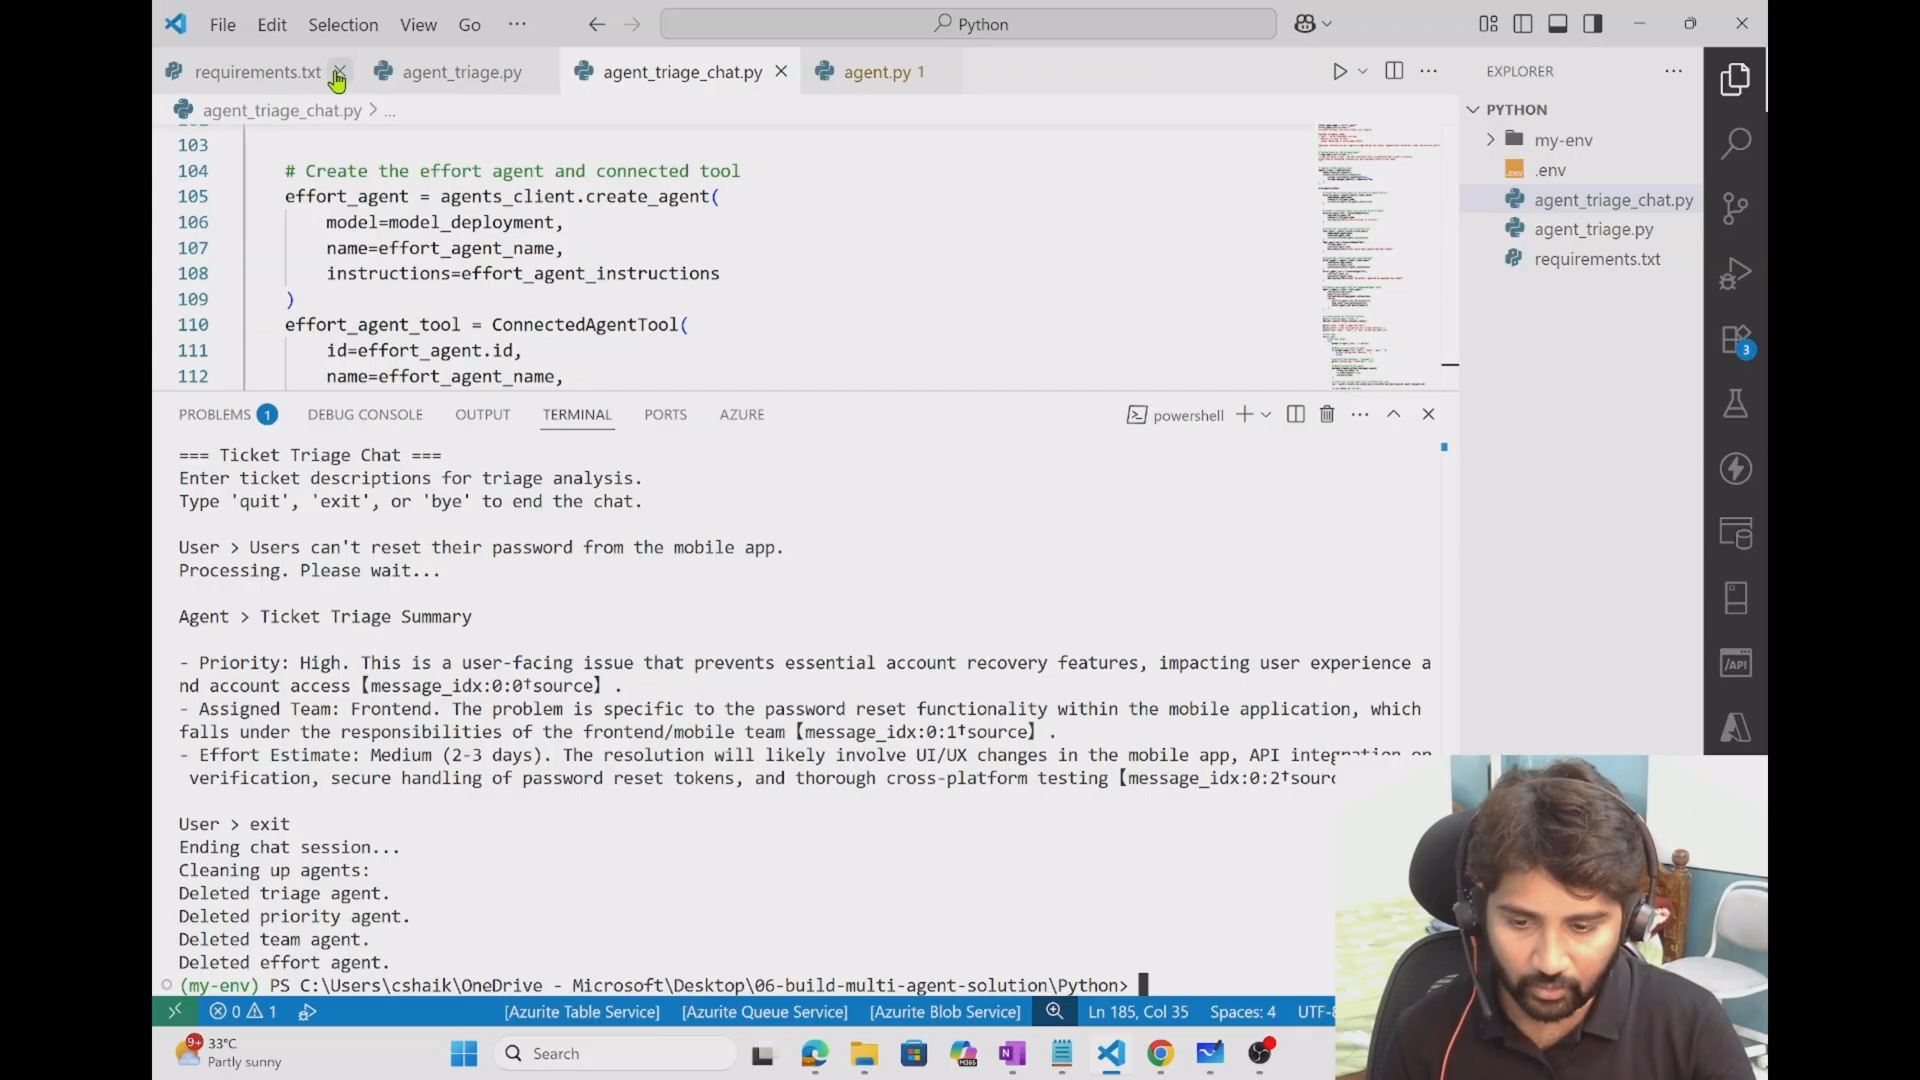 File Edit Selection View Go ··· Python
requirements.txt agent_triage.py agent_triage_chat.py agent.py 1
EXPLORER
agent_triage_chat.py > ...
PYTHON
my-env
.env
agent_triage_chat.py
agent_triage.py
requirements.txt
103
104 # Create the effort agent and connected tool
105 effort_agent = agents_client.create_agent(
106 model=model_deployment,
107 name=effort_agent_name,
108 instructions=effort_agent_instructions
109 )
110 effort_agent_tool = ConnectedAgentTool(
111 id=effort_agent.id,
112 name=effort_agent_name,
3
/API
PROBLEMS 1 DEBUG CONSOLE OUTPUT TERMINAL PORTS AZURE powershell
=== Ticket Triage Chat ===
Enter ticket descriptions for triage analysis.
Type 'quit', 'exit', or 'bye' to end the chat.
User > Users can't reset their password from the mobile app.
Processing. Please wait...
Agent > Ticket Triage Summary
- Priority: High. This is a user-facing issue that prevents essential account recovery features, impacting user experience a
nd account access【message_idx:0:0†source】.
- Assigned Team: Frontend. The problem is specific to the password reset functionality within the mobile application, which
falls under the responsibilities of the frontend/mobile team【message_idx:0:1†source】.
- Effort Estimate: Medium (2-3 days). The resolution will likely involve UI/UX changes in the mobile app, API integration or
verification, secure handling of password reset tokens, and thorough cross-platform testing【message_idx:0:2†sourc
User > exit
Ending chat session...
Cleaning up agents:
Deleted triage agent.
Deleted priority agent.
Deleted team agent.
Deleted effort agent.
(my-env) PS C:\Users\cshaik\OneDrive - Microsoft\Desktop\06-build-multi-agent-solution\Python>
0 1 [Azurite Table Service] [Azurite Queue Service] [Azurite Blob Service] Ln 185, Col 35 Spaces: 4 UTF-8
9+ 33°C
Partly sunny
Search
M365